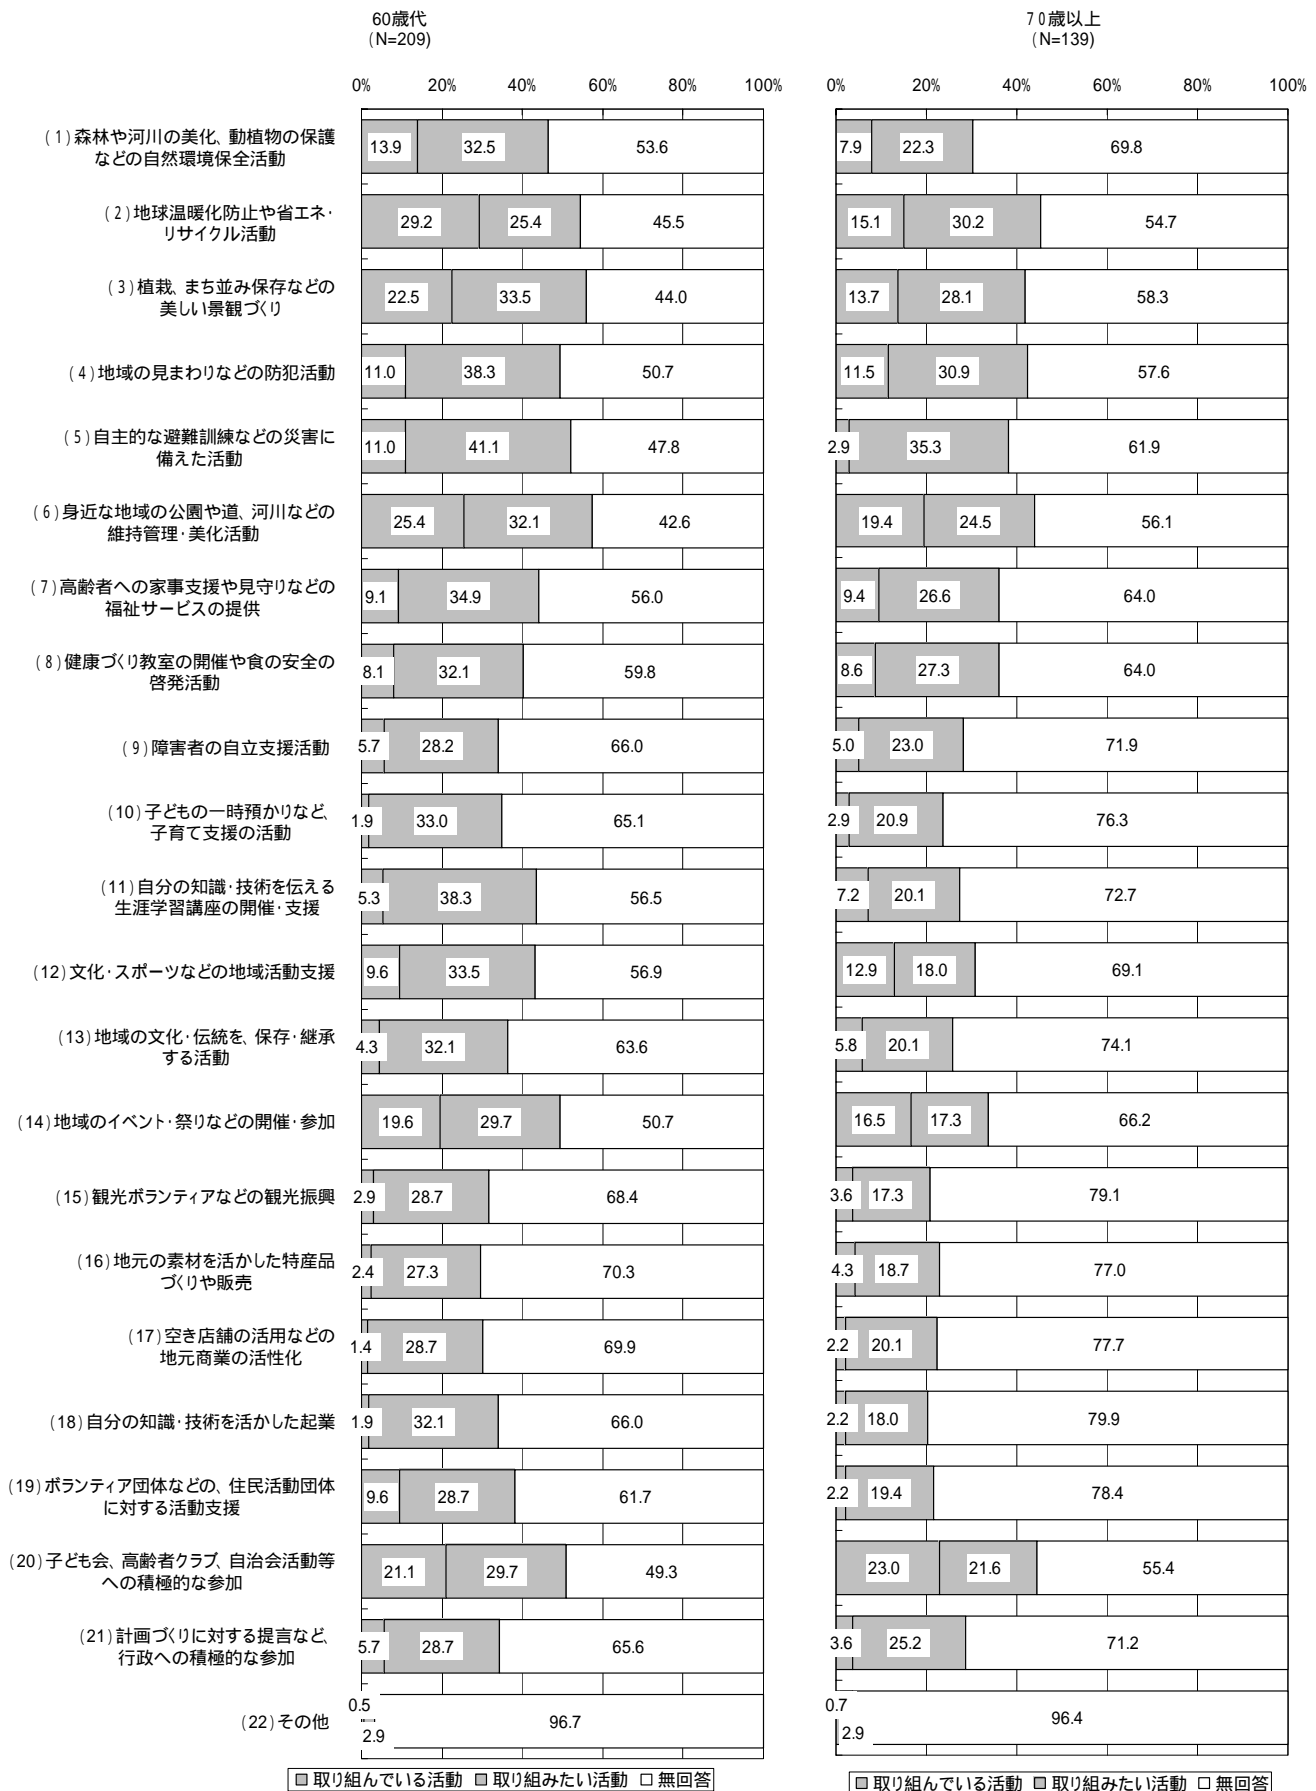 60歳代
(N=209)
70歳以上
(N=139)
0% 20% 40% 60% 80% 100%
0% 20% 40% 60% 80% 100%
(1)森林や河川の美化、動植物の保護
などの自然環境保全活動
13.9 32.5 53.6
7.9 22.3 69.8
(2)地球温暖化防止や省エネ・
リサイクル活動
29.2 25.4 45.5
15.1 30.2 54.7
(3)植栽、まち並み保存などの
美しい景観づくり
22.5 33.5 44.0
13.7 28.1 58.3
(4)地域の見まわりなどの防犯活動
11.0 38.3 50.7
11.5 30.9 57.6
(5)自主的な避難訓練などの災害に
備えた活動
11.0 41.1 47.8
2.9 35.3 61.9
(6)身近な地域の公園や道、河川などの
維持管理・美化活動
25.4 32.1 42.6
19.4 24.5 56.1
(7)高齢者への家事支援や見守りなどの
福祉サービスの提供
9.1 34.9 56.0
9.4 26.6 64.0
(8)健康づくり教室の開催や食の安全の
啓発活動
8.1 32.1 59.8
8.6 27.3 64.0
(9)障害者の自立支援活動
5.7 28.2 66.0
5.0 23.0 71.9
(10)子どもの一時預かりなど、
子育て支援の活動
1.9 33.0 65.1
2.9 20.9 76.3
(11)自分の知識・技術を伝える
生涯学習講座の開催・支援
5.3 38.3 56.5
7.2 20.1 72.7
(12)文化・スポーツなどの地域活動支援
9.6 33.5 56.9
12.9 18.0 69.1
(13)地域の文化・伝統を、保存・継承
する活動
4.3 32.1 63.6
5.8 20.1 74.1
(14)地域のイベント・祭りなどの開催・参加
19.6 29.7 50.7
16.5 17.3 66.2
(15)観光ボランティアなどの観光振興
2.9 28.7 68.4
3.6 17.3 79.1
(16)地元の素材を活かした特産品
づくりや販売
2.4 27.3 70.3
4.3 18.7 77.0
(17)空き店舗の活用などの
地元商業の活性化
1.4 28.7 69.9
2.2 20.1 77.7
(18)自分の知識・技術を活かした起業
1.9 32.1 66.0
2.2 18.0 79.9
(19)ボランティア団体などの、住民活動団体
に対する活動支援
9.6 28.7 61.7
2.2 19.4 78.4
(20)子ども会、高齢者クラブ、自治会活動等
への積極的な参加
21.1 29.7 49.3
23.0 21.6 55.4
(21)計画づくりに対する提言など、
行政への積極的な参加
5.7 28.7 65.6
3.6 25.2 71.2
(22)その他
0.5 2.9 96.7
0.7 2.9 96.4
取り組んでいる活動 取り組みたい活動 無回答
取り組んでいる活動 取り組みたい活動 無回答